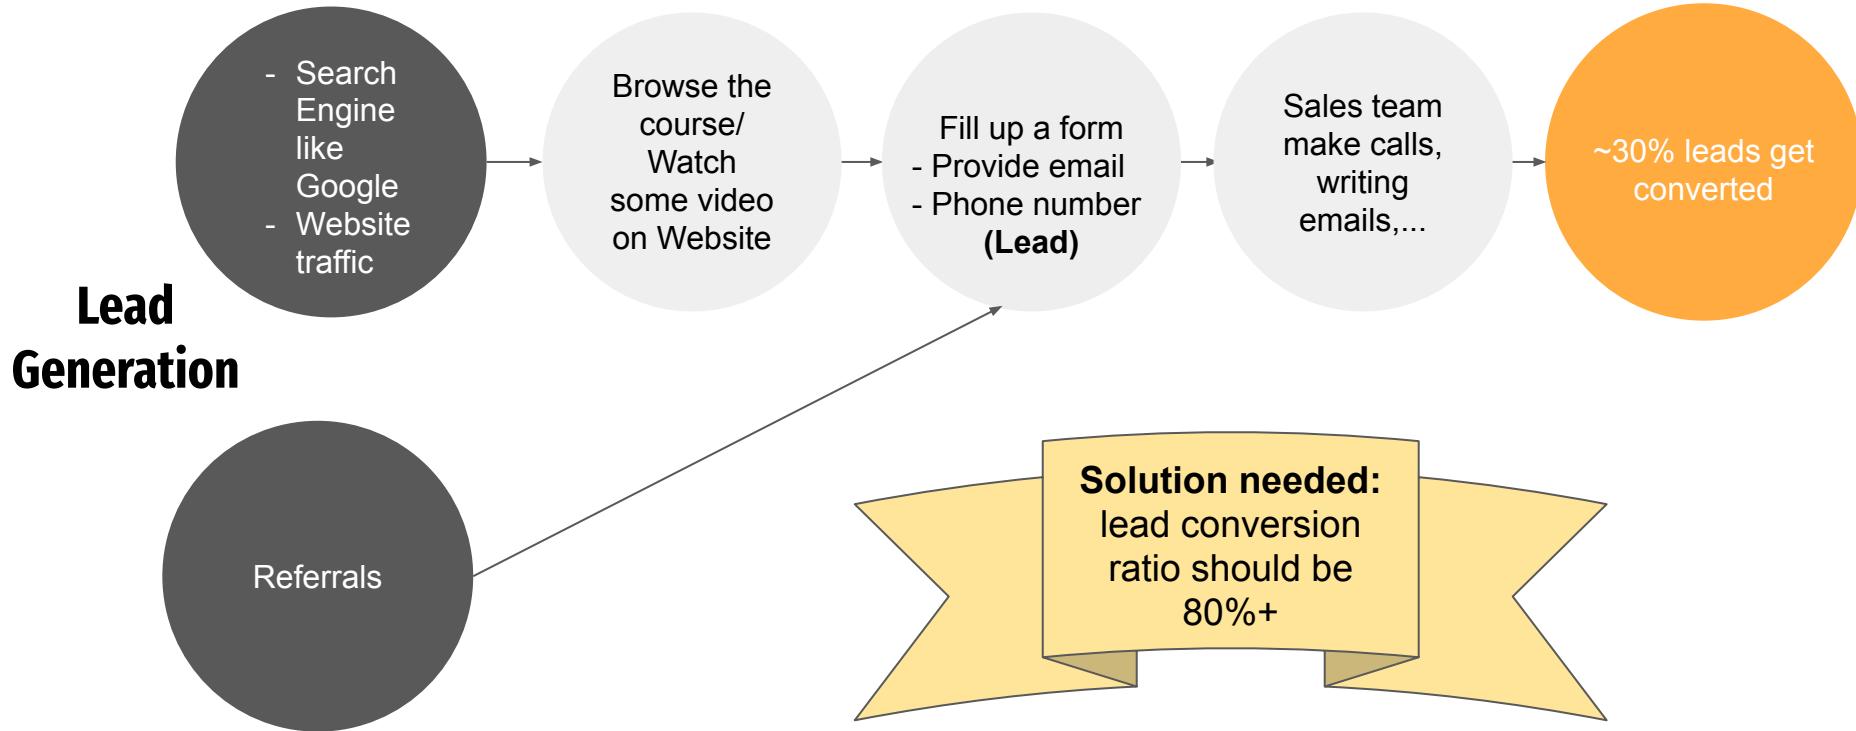 - Search
Engine
like
Google
- Website
traffic
Browse the
course/
Watch
some video
on Website
Fill up a form
- Provide email
- Phone number
(Lead)
Sales team
make calls,
writing
emails,...
~30% leads get
converted
Lead
Generation
Referrals
Solution needed:
lead conversion
ratio should be
80%+